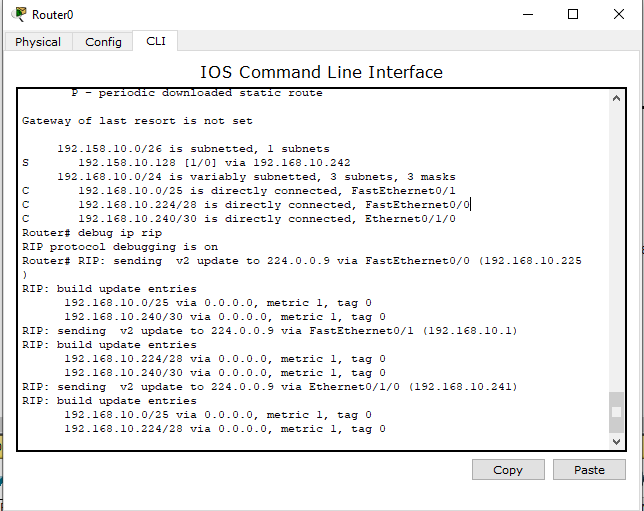 Router0
Physical Config CLI
IOS Command Line Interface
P - periodic downloaded static route
Gateway of last resort is not set
192.158.10.0/26 is subnetted, 1 subnets
S 192.158.10.128 [1/0] via 192.168.10.242
192.168.10.0/24 is variably subnetted, 3 subnets, 3 masks
C 192.168.10.0/25 is directly connected, FastEthernet0/1
C 192.168.10.224/28 is directly connected, FastEthernet0/0
C 192.168.10.240/30 is directly connected, Ethernet0/1/0
Router# debug ip rip
RIP protocol debugging is on
Router# RIP: sending  v2 update to 224.0.0.9 via FastEthernet0/0 (192.168.10.225
)
RIP: build update entries
192.168.10.0/25 via 0.0.0.0, metric 1, tag 0
192.168.10.240/30 via 0.0.0.0, metric 1, tag 0
RIP: sending  v2 update to 224.0.0.9 via FastEthernet0/1 (192.168.10.1)
RIP: build update entries
192.168.10.224/28 via 0.0.0.0, metric 1, tag 0
192.168.10.240/30 via 0.0.0.0, metric 1, tag 0
RIP: sending  v2 update to 224.0.0.9 via Ethernet0/1/0 (192.168.10.241)
RIP: build update entries
192.168.10.0/25 via 0.0.0.0, metric 1, tag 0
192.168.10.224/28 via 0.0.0.0, metric 1, tag 0
Copy Paste